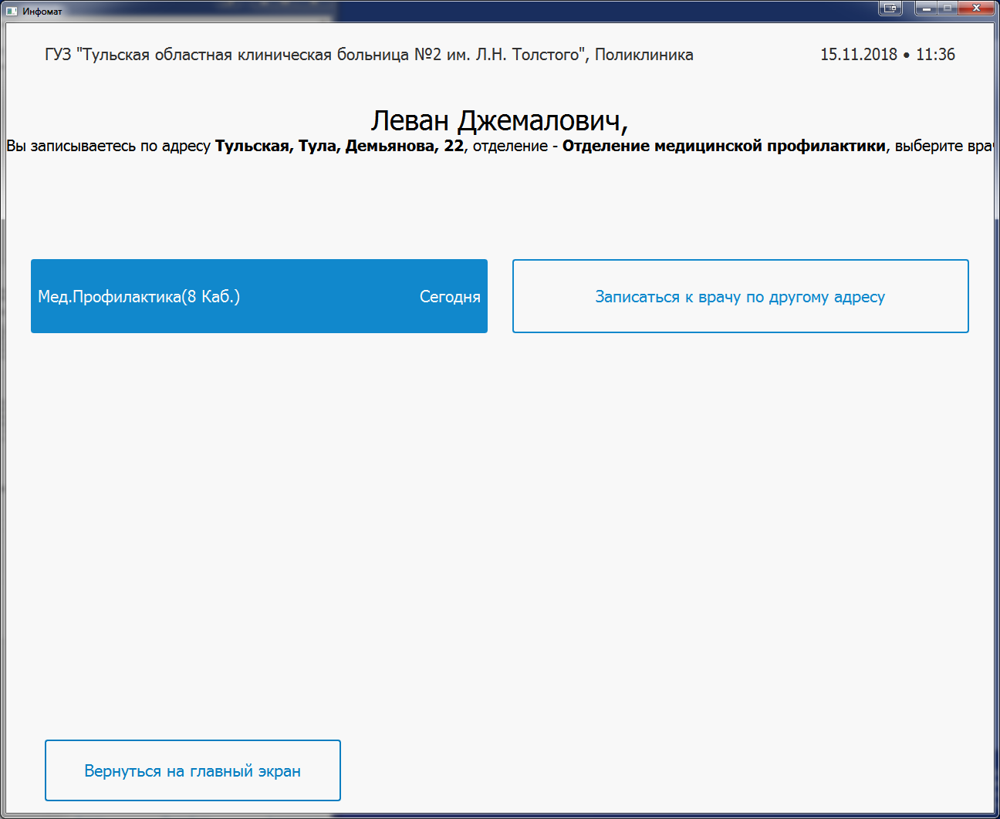 Инфомат
ГУЗ "Тульская областная клиническая больница №2 им. Л.Н. Толстого", Поликлиника
15.11.2018 • 11:36
Леван Джемалович,
Вы записываетесь по адресу Тульская, Тула, Демьянова, 22, отделение - Отделение медицинской профилактики, выберите
Мед.Профилактика(8 Каб.)
Сегодня
Записаться к врачу по другому адресу
Вернуться на главный экран